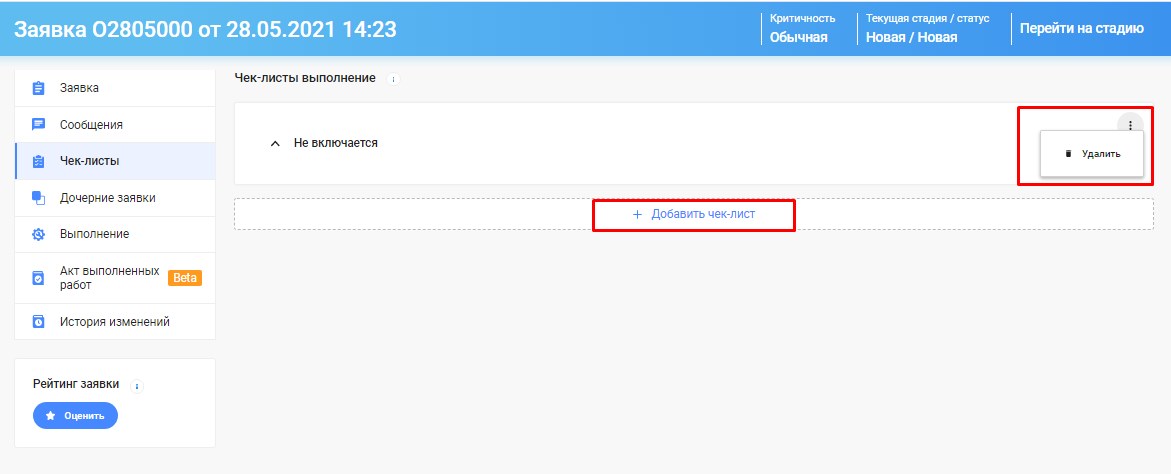 Заявка O2805000 от 28.05.2021 14:23
Критичность
Обычная
Текущая стадия / статус
Новая / Новая
Перейти на стадию
Заявка
Сообщения
Чек-листы
Дочерние заявки
Выполнение
Акт выполненных
работ
Beta
История изменений
Рейтинг заявки
Оценить
Чек-листы выполнение
Не включается
Удалить
+ Добавить чек-лист